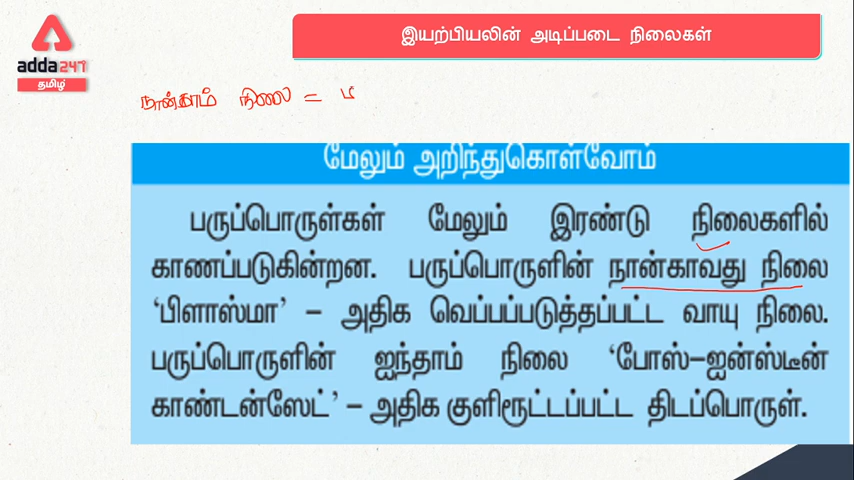 இயற்பியலின் அடிப்படை நிலைகள்
adda247
தமிழ்
நான்காம் நிலை =
மேலும் அறிந்துகொள்வோம்
பருப்பொருள்கள் மேலும் இரண்டு நிலைகளில்
காணப்படுகின்றன. பருப்பொருளின் நான்காவது நிலை
‘பிளாஸ்மா’ – அதிக வெப்பப்படுத்தப்பட்ட வாயு நிலை.
பருப்பொருளின் ஐந்தாம் நிலை ‘போஸ்–ஐன்ஸ்டீன்
காண்டன்ஸேட்’ – அதிக குளிரூட்டப்பட்ட திடப்பொருள்.